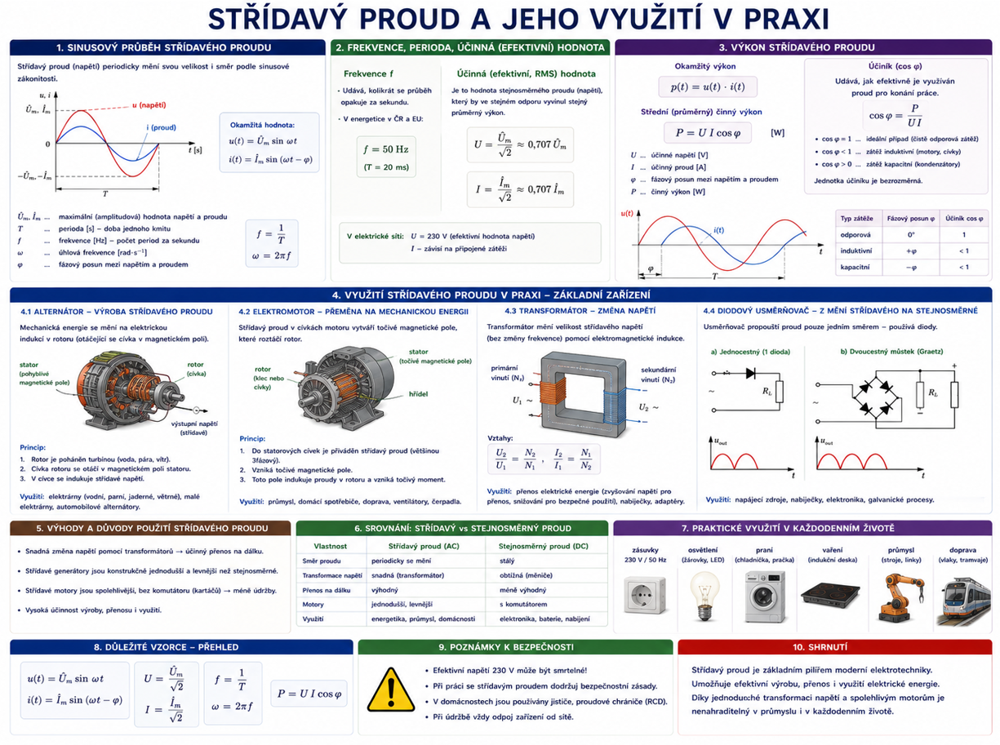 STŘÍDAVÝ PROUD A JEHO VYUŽITÍ V PRAXI
1. SINUSOVÝ PRŮBĚH STŘÍDAVÉHO PROUDU
Střídavý proud (napětí) periodicky mění svou velikost i směr podle sinusové
zákonitosti.
u, i
Û_m, Î_m
u (napětí)
i (proud)
0
t [s]
−Û_m, −Î_m
T
Okamžitá hodnota:
u(t) = Û_m sin ωt
i(t) = Î_m sin (ωt − φ)
Û_m, Î_m ... maximální (amplitudová) hodnota napětí a proudu
T ... perioda [s] – doba jednoho kmitu
f ... frekvence [Hz] – počet period za sekundu
ω ... úhlová frekvence [rad·s⁻¹]
φ ... fázový posun mezi napětím a proudem
f = 1/T
ω = 2πf
2. FREKVENCE, PERIODA, ÚČINNÁ (EFEKTIVNÍ) HODNOTA
Frekvence f
• Udává, kolikrát se průběh
opakuje za sekundu.
• V energetice v ČR a EU:
f = 50 Hz
(T = 20 ms)
Účinná (efektivní, RMS) hodnota
Je to hodnota stejnosměrného proudu (napětí),
který by ve stejném odporu vyvinul stejný
průměrný výkon.
U = Û_m/√2 ≈ 0,707 Û_m
I = Î_m/√2 ≈ 0,707 Î_m
V elektrické síti: U = 230 V (efektivní hodnota napětí)
I – závisí na připojené zátěži
3. VÝKON STŘÍDAVÉHO PROUDU
Okamžitý výkon
p(t) = u(t) · i(t)
Střední (průměrný) činný výkon
P = U I cos φ [W]
U ... účinné napětí [V]
I ... účinný proud [A]
φ ... fázový posun mezi napětím a proudem
P ... činný výkon [W]
Účiník (cos φ)
Udává, jak efektivně je využíván
proud pro konání práce.
cos φ = P/(U I)
• cos φ = 1 ... ideální případ (čistě odporová zátěž)
• cos φ < 1 ... zátěž induktivní (motory, cívky)
• cos φ > 0 ... zátěž kapacitní (kondenzátory)
Jednotka účiníku je bezrozměrná.
u(t)
i(t)
t
φ
T
Typ zátěže Fázový posun φ Účiník cos φ
odporová 0° 1
induktivní +φ < 1
kapacitní −φ < 1
4. VYUŽITÍ STŘÍDAVÉHO PROUDU V PRAXI – ZÁKLADNÍ ZAŘÍZENÍ
4.1 ALTERNÁTOR – VÝROBA STŘÍDAVÉHO PROUDU
Mechanická energie se mění na elektrickou
indukcí v rotoru (otáčející se cívka v magnetickém poli).
stator
(pohyblivé
magnetické pole)
rotor
(cívka)
~
výstupní napětí
(střídavé)
Princip:
1. Rotor je poháněn turbínou (voda, pára, vítr).
2. Cívka rotoru se otáčí v magnetickém poli statoru.
3. V cívce se indukuje střídavé napětí.
Využití: elektrárny (vodní, parní, jaderné, větrné), malé
elektrárny, automobilové alternátory.
4.2 ELEKTROMOTOR – PŘEMĚNA NA MECHANICKOU ENERGII
Střídavý proud v cívkách motoru vytváří točivé magnetické pole,
které roztáčí rotor.
stator
(točivé magnetické pole)
rotor
(klec nebo
cívky)
hřídel
Princip:
1. Do statorových cívek je přiváděn střídavý proud (většinou
3fázový).
2. Vzniká točivé magnetické pole.
3. Toto pole indukuje proudy v rotoru a vzniká točivý moment.
Využití: průmysl, domácí spotřebiče, doprava, ventilátory, čerpadla.
4.3 TRANSFORMÁTOR – ZMĚNA NAPĚTÍ
Transformátor mění velikost střídavého napětí
(bez změny frekvence) pomocí elektromagnetické indukce.
primární
vinutí (N₁)
sekundární
vinutí (N₂)
U₁ ~
U₂ ~
Vztahy:
U₂/U₁ = N₂/N₁ , I₂/I₁ = N₁/N₂
Využití: přenos elektrické energie (zvyšování napětí pro
přenos, snižování pro bezpečné použití), nabíječky, adaptéry.
4.4 DIODOVÝ USMĚRŇOVAČ – Z MĚNÍ STŘÍDAVÉHO NA STEJNOSMĚRNÉ
Usměrňovač propouští proud pouze jedním směrem – používá diody.
a) Jednocestný (1 dioda)
~
R_L
u_out
t
b) Dvoucestný můstek (Graetz)
~
R_L
+
−
u_out
t
Využití: napájecí zdroje, nabíječky, elektronika, galvanické procesy.
5. VÝHODY A DŮVODY POUŽITÍ STŘÍDAVÉHO PROUDU
• Snadná změna napětí pomocí transformátorů → účinný přenos na dálku.
• Střídavé generátory jsou konstrukčně jednodušší a levnější než stejnosměrné.
• Střídavé motory jsou spolehlivější, bez komutátoru (kartáčů) → méně údržby.
• Vysoká účinnost výroby, přenosu i využití.
6. SROVNÁNÍ: STŘÍDAVÝ vs STEJNOSMĚRNÝ PROUD
Vlastnost Střídavý proud (AC) Stejnosměrný proud (DC)
Směr proudu periodicky se mění stálý
Transformace napětí snadná (transformátor) obtížná (měniče)
Přenos na dálku výhodný méně výhodný
Motory jednodušší, levnější s komutátorem
Využití energetika, průmysl, domácnosti elektronika, baterie, nabíjení
7. PRAKTICKÉ VYUŽITÍ V KAŽDODENNÍM ŽIVOTĚ
zásuvky
230 V / 50 Hz
osvětlení
(žárovky, LED)
praní
(chladnička, pračka)
vaření
(indukční deska)
průmysl
(stroje, linky)
doprava
(vlaky, tramvaje)
8. DŮLEŽITÉ VZORCE – PŘEHLED
u(t) = Û_m sin ωt
i(t) = Î_m sin (ωt − φ)
U = Û_m/√2
I = Î_m/√2
f = 1/T
ω = 2πf
P = U I cos φ
9. POZNÁMKY K BEZPEČNOSTI
• Efektivní napětí 230 V může být smrtelné!
• Při práci se střídavým proudem dodržuj bezpečnostní zásady.
• V domácnostech jsou používány jističe, proudové chrániče (RCD).
• Při údržbě vždy odpoj zařízení od sítě.
10. SHRNUTÍ
Střídavý proud je základním pilířem moderní elektrotechniky.
Umožňuje efektivní výrobu, přenos i využití elektrické energie.
Díky jednoduché transformaci napětí a spolehlivým motorům je
nenahraditelný v průmyslu i v každodenním životě.